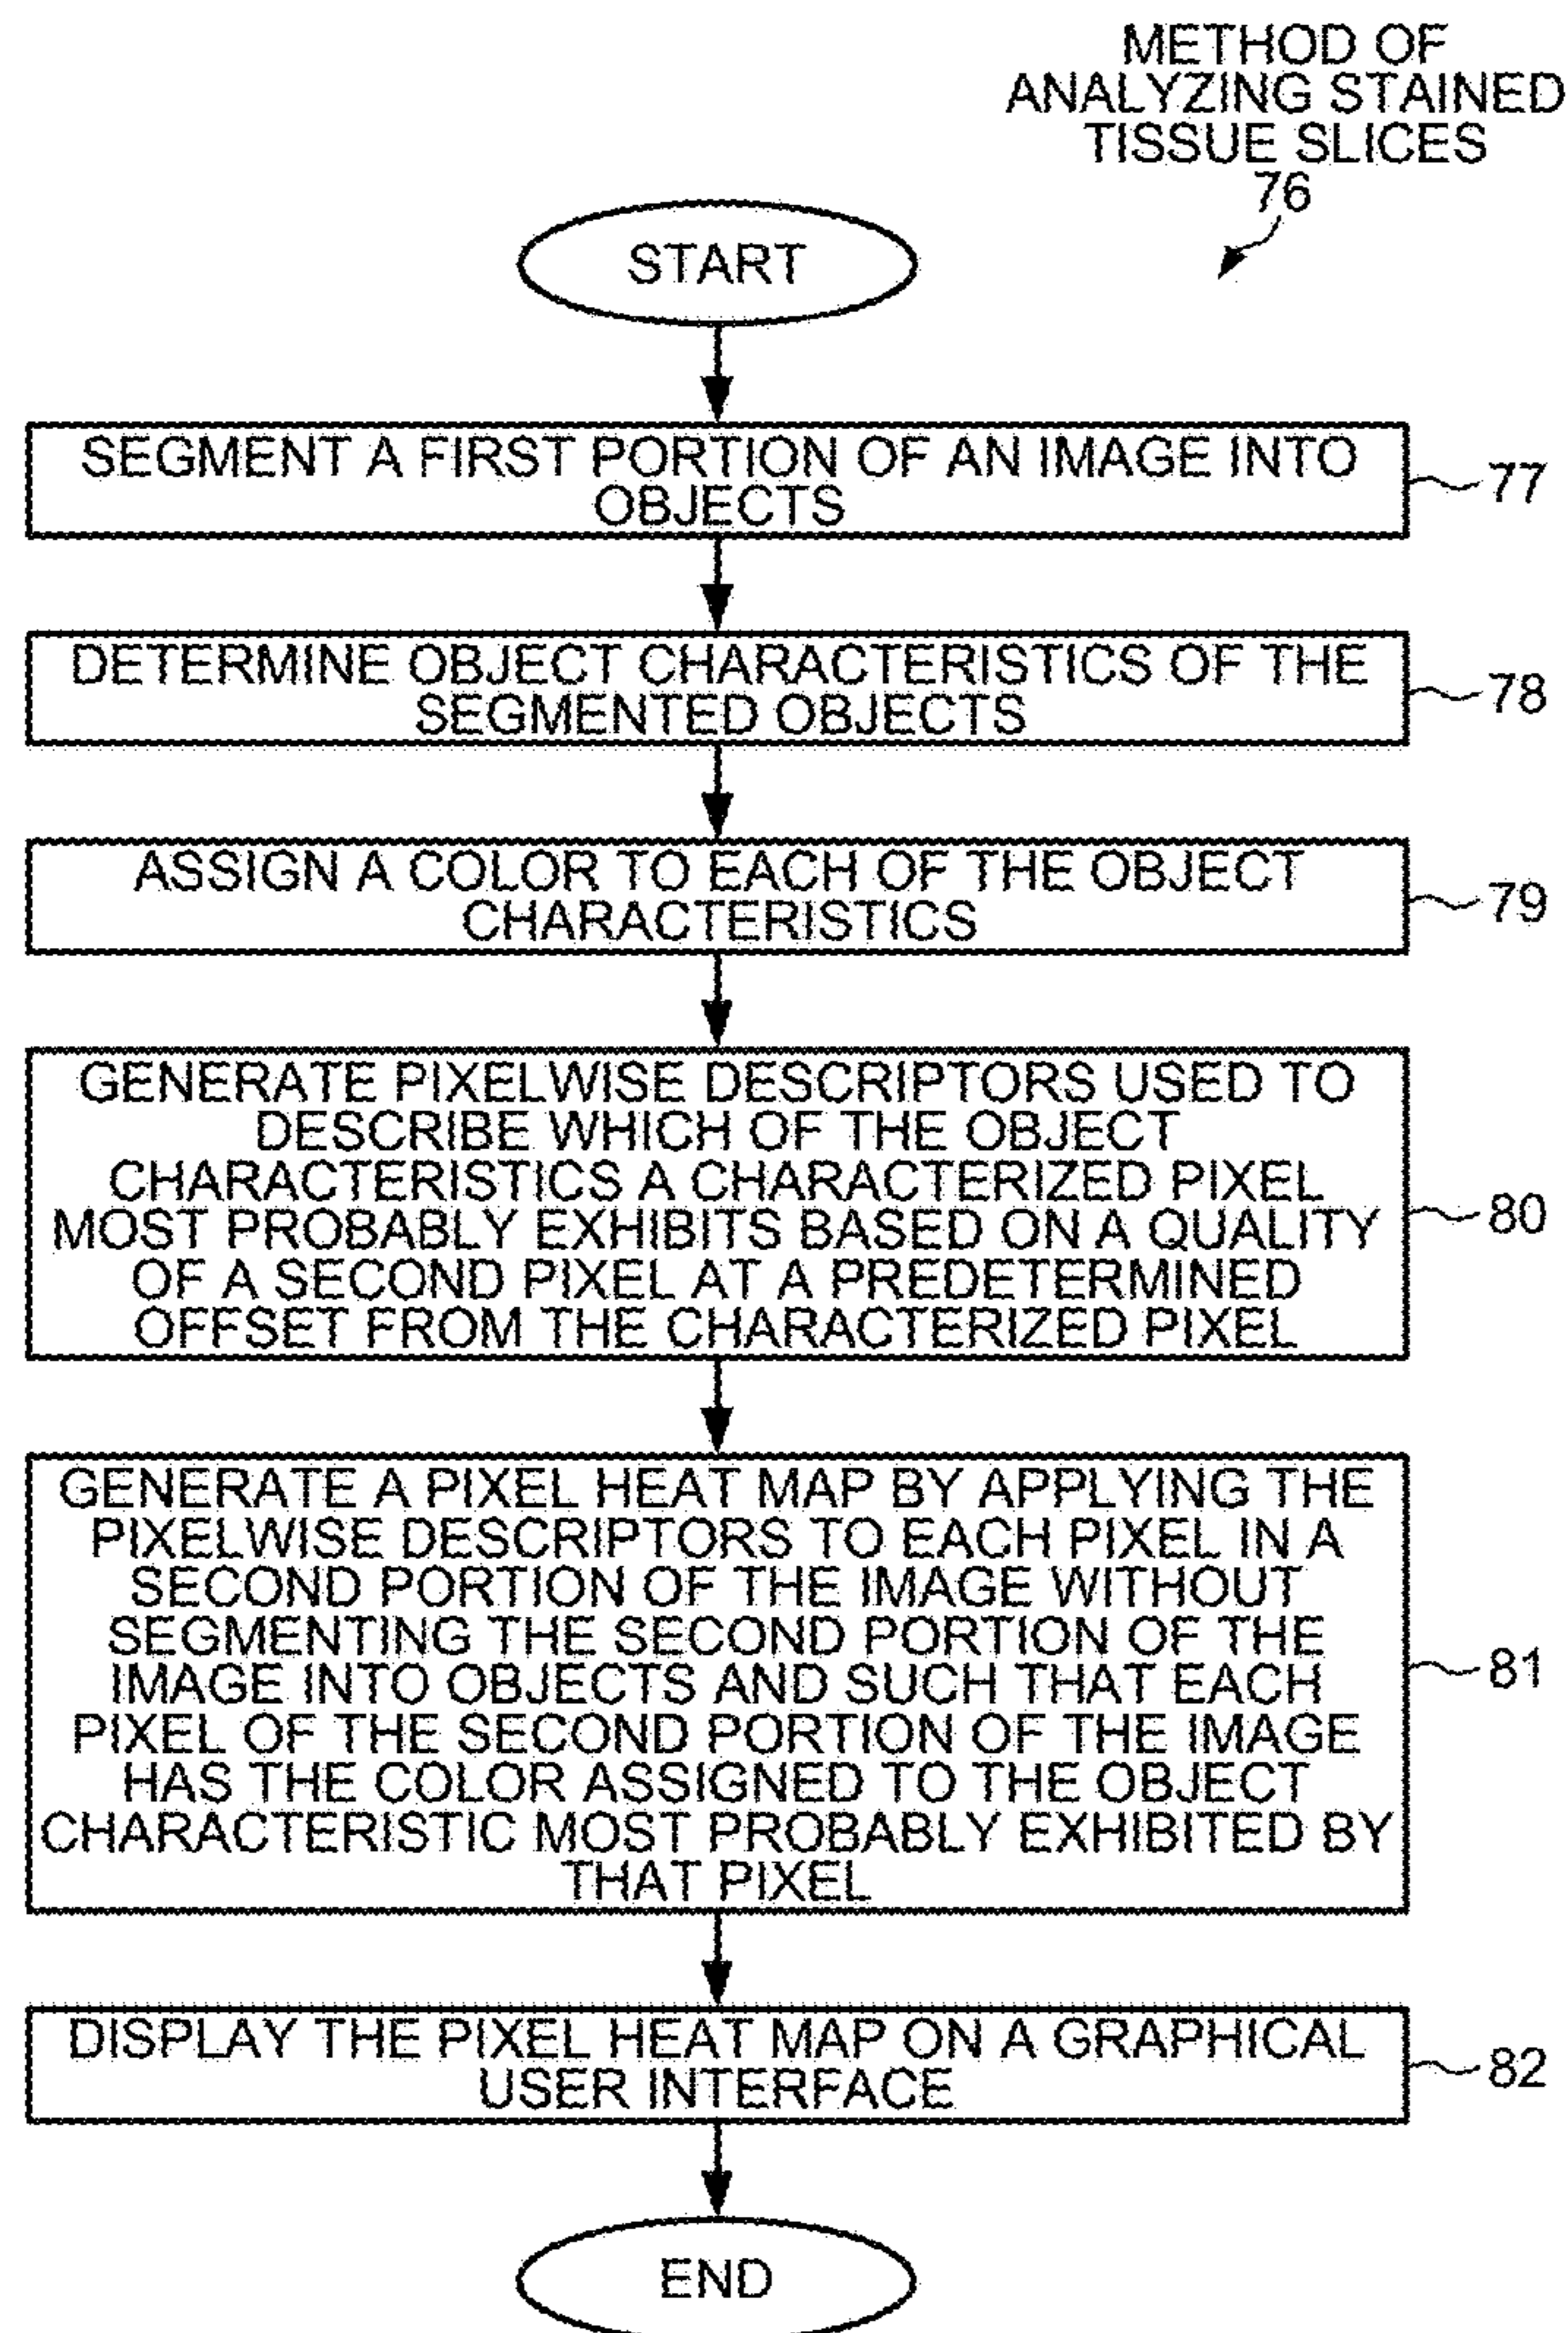 METHOD OF
ANALYZING STAINED
TISSUE SLICES
76
START
SEGMENT A FIRST PORTION OF AN IMAGE INTO
OBJECTS
77
DETERMINE OBJECT CHARACTERISTICS OF THE
SEGMENTED OBJECTS
78
ASSIGN A COLOR TO EACH OF THE OBJECT
CHARACTERISTICS
79
GENERATE PIXELWISE DESCRIPTORS USED TO
DESCRIBE WHICH OF THE OBJECT
CHARACTERISTICS A CHARACTERIZED PIXEL
MOST PROBABLY EXHIBITS BASED ON A QUALITY
OF A SECOND PIXEL AT A PREDETERMINED
OFFSET FROM THE CHARACTERIZED PIXEL
80
GENERATE A PIXEL HEAT MAP BY APPLYING THE
PIXELWISE DESCRIPTORS TO EACH PIXEL IN A
SECOND PORTION OF THE IMAGE WITHOUT
SEGMENTING THE SECOND PORTION OF THE
IMAGE INTO OBJECTS AND SUCH THAT EACH
PIXEL OF THE SECOND PORTION OF THE IMAGE
HAS THE COLOR ASSIGNED TO THE OBJECT
CHARACTERISTIC MOST PROBABLY EXHIBITED BY
THAT PIXEL
81
DISPLAY THE PIXEL HEAT MAP ON A GRAPHICAL
USER INTERFACE
82
END